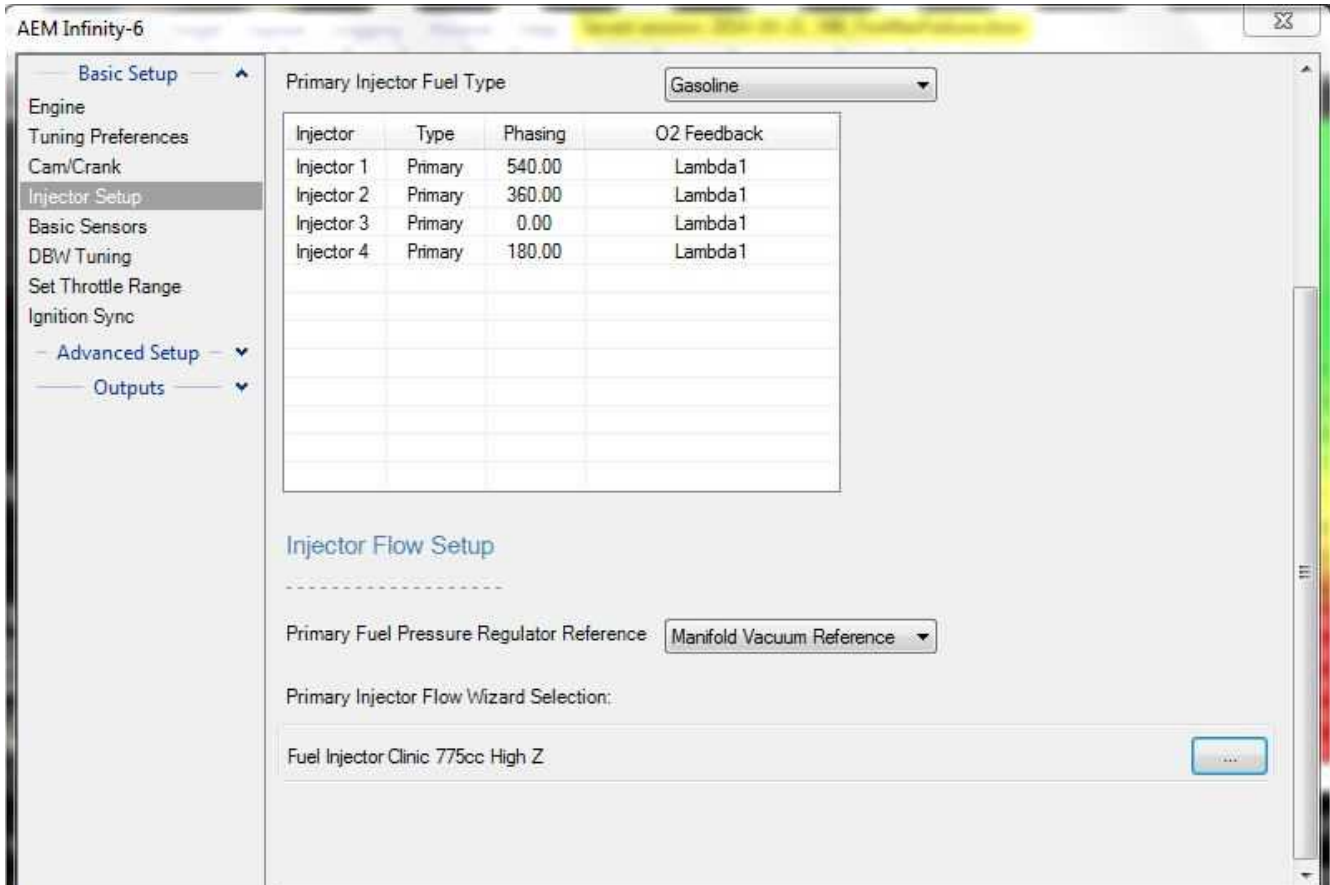 AEM Infinity-6
Basic Setup
Engine
Tuning Preferences
Cam/Crank
Injector Setup
Basic Sensors
DBW Tuning
Set Throttle Range
Ignition Sync
Advanced Setup
Outputs
Primary Injector Fuel Type Gasoline
Injector Type Phasing O2 Feedback
Injector 1 Primary 540.00 Lambda1
Injector 2 Primary 360.00 Lambda1
Injector 3 Primary 0.00 Lambda1
Injector 4 Primary 180.00 Lambda1
Injector Flow Setup
-------------------
Primary Fuel Pressure Regulator Reference Manifold Vacuum Reference
Primary Injector Flow Wizard Selection:
Fuel Injector Clinic 775cc High Z ...